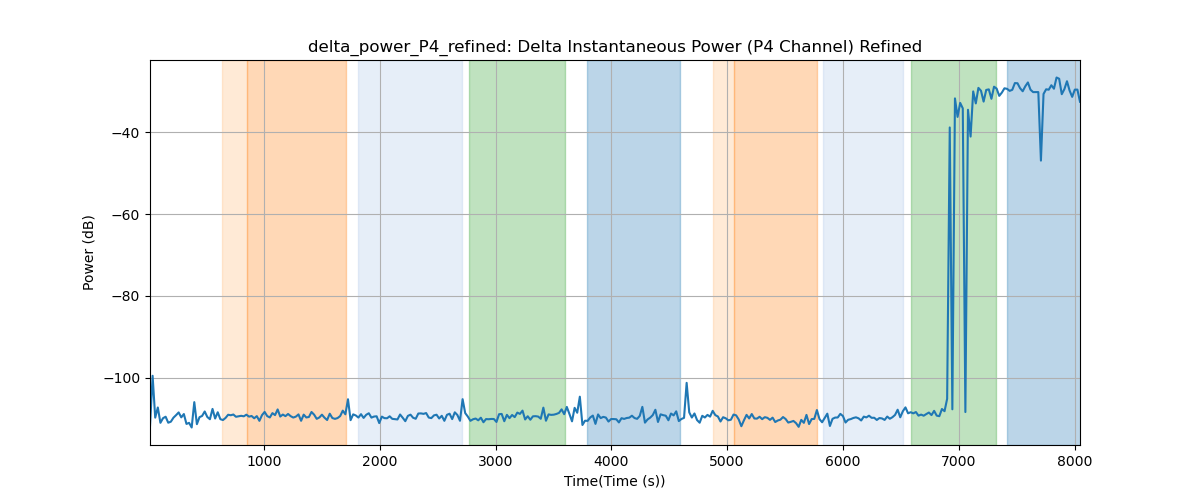 delta_power_P4_refined: Delta Instantaneous Power (P4 Channel) Refined
Power (dB)
−40
−60
−80
−100
1000 2000 3000 4000 5000 6000 7000 8000
Time(Time (s))